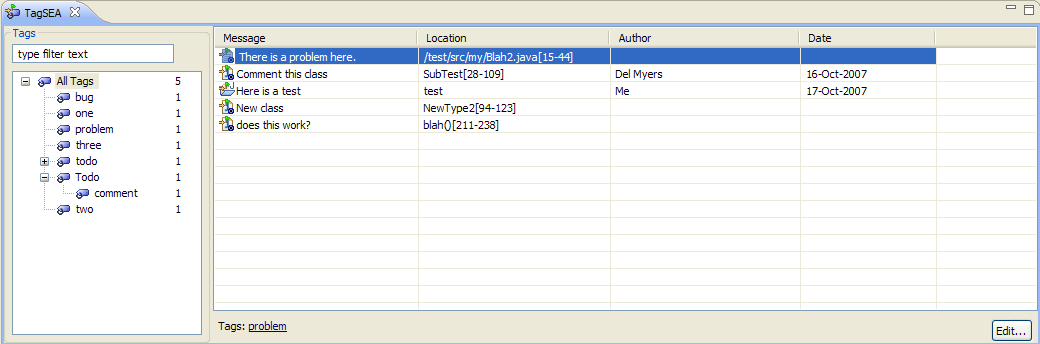 TagSEA
Tags
type filter text
All Tags 5
bug 1
one 1
problem 1
three 1
todo 1
Todo 1
comment 1
two 1
Message Location Author Date
There is a problem here. /test/src/my/Blah2.java[15-44]
Comment this class SubTest[28-109] Del Myers 16-Oct-2007
Here is a test test Me 17-Oct-2007
New class NewType2[94-123]
does this work? blah()[211-238]
Tags: problem
Edit...